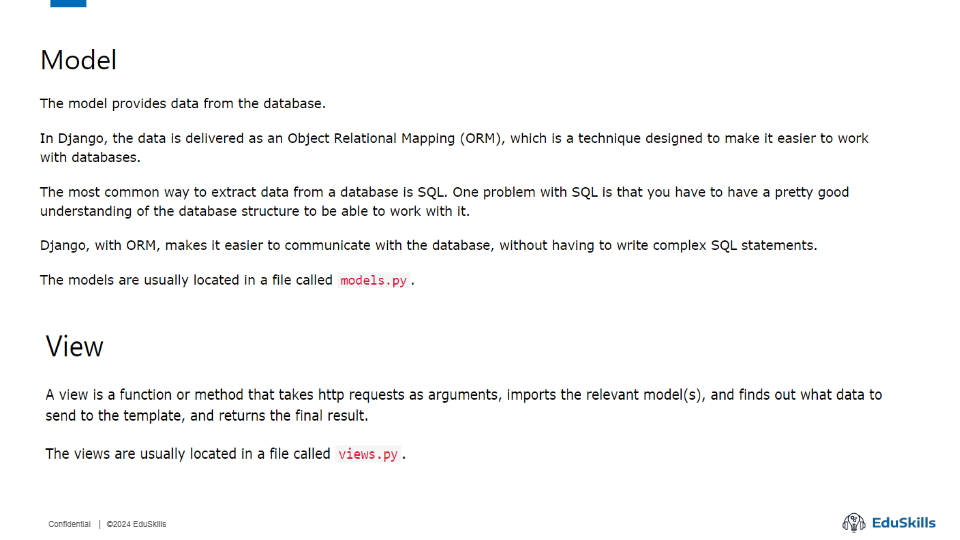 Model
The model provides data from the database.
In Django, the data is delivered as an Object Relational Mapping (ORM), which is a technique designed to make it easier to work
with databases.
The most common way to extract data from a database is SQL. One problem with SQL is that you have to have a pretty good
understanding of the database structure to be able to work with it.
Django, with ORM, makes it easier to communicate with the database, without having to write complex SQL statements.
The models are usually located in a file called models.py.
View
A view is a function or method that takes http requests as arguments, imports the relevant model(s), and finds out what data to
send to the template, and returns the final result.
The views are usually located in a file called views.py.
Confidential | ©2024 EduSkills
EduSkills